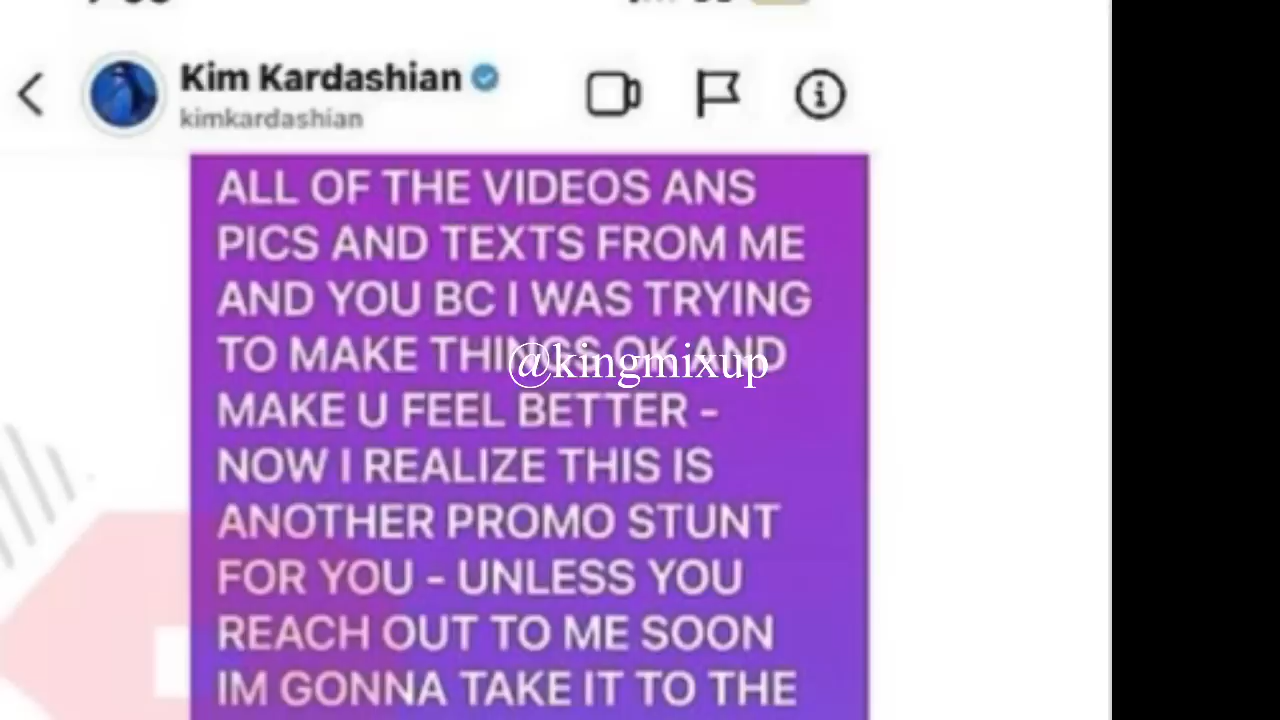 Kim Kardashian
kimkardashian
ALL OF THE VIDEOS ANS
PICS AND TEXTS FROM ME
AND YOU BC I WAS TRYING
TO MAKE THINGS OK AND
@kingmixup
MAKE U FEEL BETTER -
NOW I REALIZE THIS IS
ANOTHER PROMO STUNT
FOR YOU - UNLESS YOU
REACH OUT TO ME SOON
IM GONNA TAKE IT TO THE